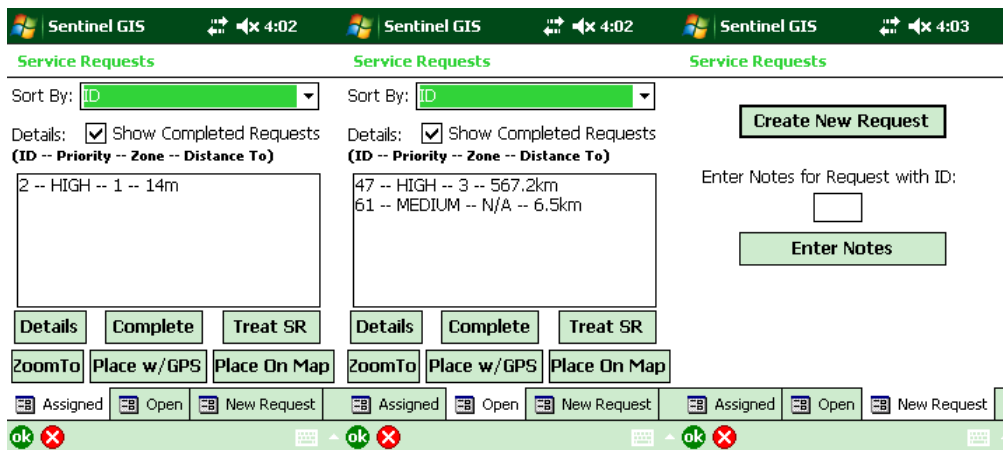 Sentinel GIS 4:02
Service Requests
Sort By: ID
Details: Show Completed Requests
(ID -- Priority -- Zone -- Distance To)
2 -- HIGH -- 1 -- 14m
Details Complete Treat SR
ZoomTo Place w/GPS Place On Map
Assigned Open New Request
ok
Sentinel GIS 4:02
Service Requests
Sort By: ID
Details: Show Completed Requests
(ID -- Priority -- Zone -- Distance To)
47 -- HIGH -- 3 -- 567.2km
61 -- MEDIUM -- N/A -- 6.5km
Details Complete Treat SR
ZoomTo Place w/GPS Place On Map
Assigned Open New Request
ok
Sentinel GIS 4:03
Service Requests
Create New Request
Enter Notes for Request with ID:
Enter Notes
Assigned Open New Request
ok